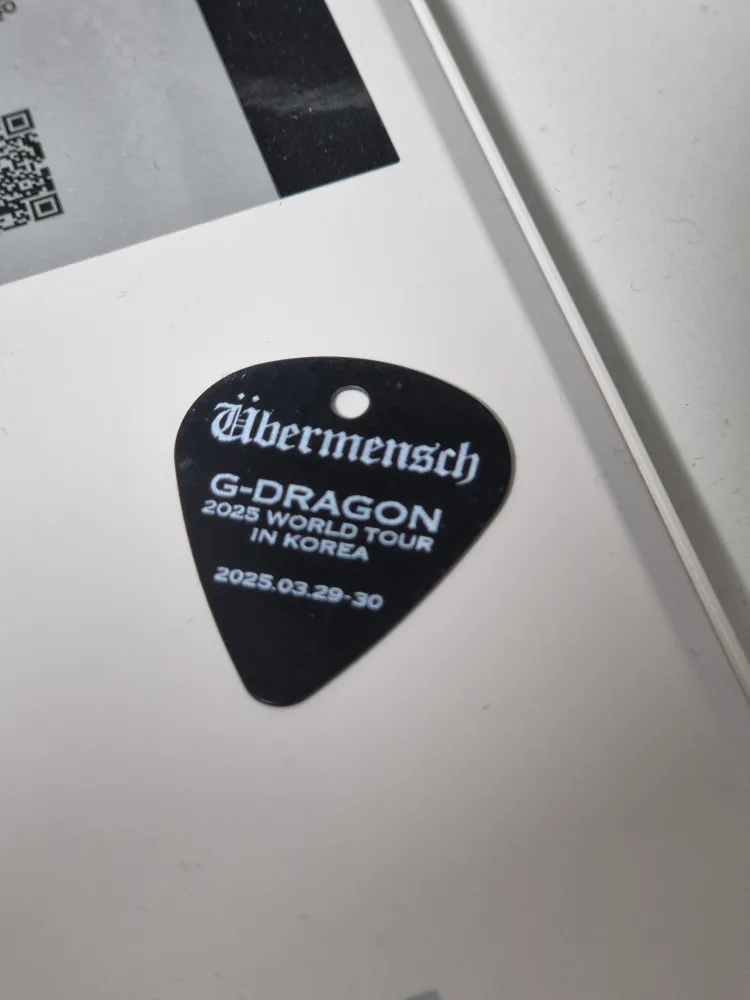 Übermensch
G-DRAGON
2025 WORLD TOUR
IN KOREA
2025.03.29-30